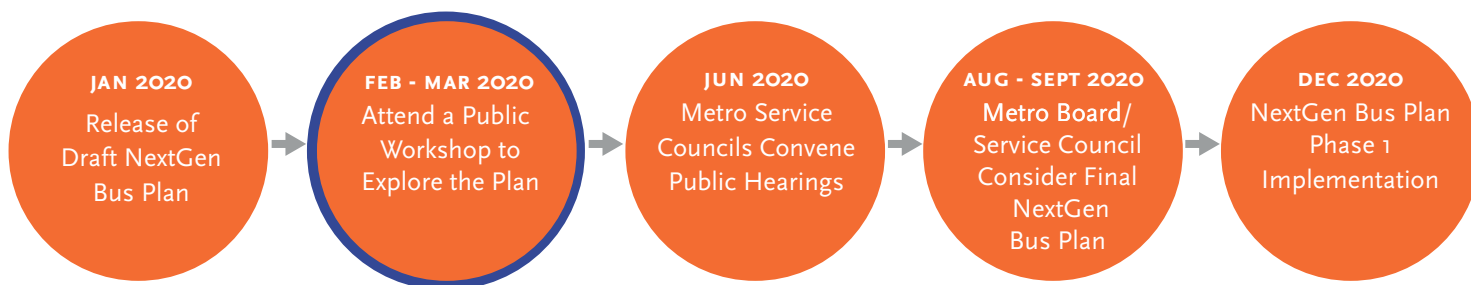 JAN 2020
Release of
Draft NextGen
Bus Plan
FEB - MAR 2020
Attend a Public
Workshop to
Explore the Plan
JUN 2020
Metro Service
Councils Convene
Public Hearings
AUG - SEPT 2020
Metro Board/
Service Council
Consider Final
NextGen
Bus Plan
DEC 2020
NextGen Bus Plan
Phase 1
Implementation